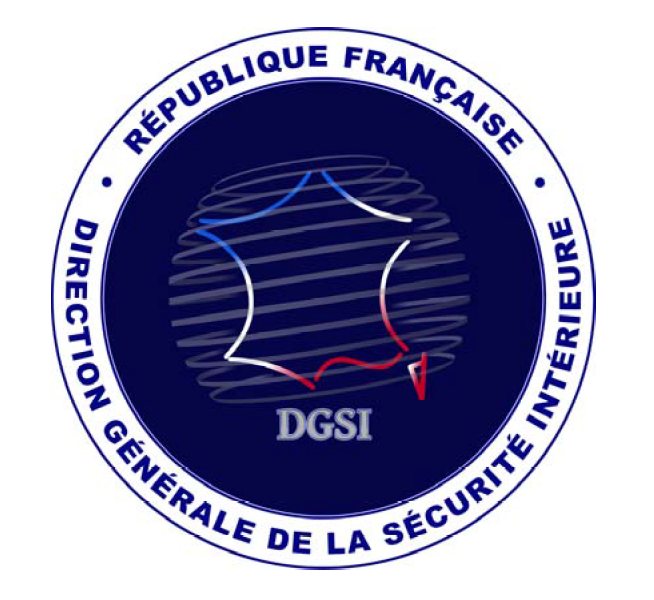 RÉPUBLIQUE FRANÇAISE
DIRECTION GÉNÉRALE DE LA SÉCURITÉ INTÉRIEURE
DGSI